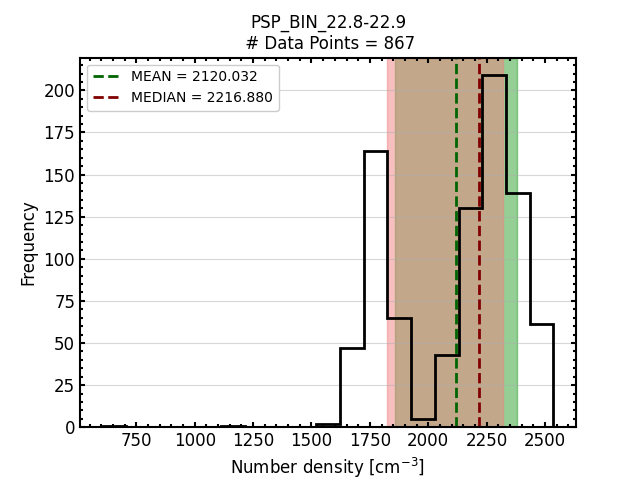 PSP_BIN_22.8-22.9
# Data Points = 867
MEAN = 2120.032
MEDIAN = 2216.880
Frequency
200
175
150
125
100
75
50
25
0
750 1000 1250 1500 1750 2000 2250 2500
Number density [cm⁻³]